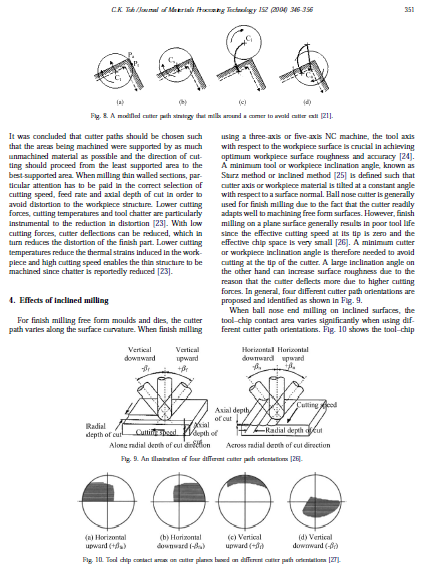 C.K. Toh / Journal of Materials Processing Technology 152 (2004) 346–356
351
P₁
P₂
C₁
C₂
(a)
(b)
(c)
(d)
Fig. 8. A modified cutter path strategy that mills around a corner to avoid cutter exit [21].
It was concluded that cutter paths should be chosen such
that the areas being machined were supported by as much
unmachined material as possible and the direction of cut-
ting should proceed from the least supported area to the
best-supported area. When milling thin walled sections, par-
ticular attention has to be paid in the correct selection of
cutting speed, feed rate and axial depth of cut in order to
avoid distortion to the workpiece structure. Lower cutting
forces, cutting temperatures and tool chatter are particularly
instrumental to the reduction in distortion [23]. With low
cutting forces, cutter deflections can be reduced, which in
turn reduces the distortion of the finish part. Lower cutting
temperatures reduce the thermal strains induced in the work-
piece and high cutting speed enables the thin structure to be
machined since chatter is reportedly reduced [23].
4. Effects of inclined milling
For finish milling free form moulds and dies, the cutter
path varies along the surface curvature. When finish milling
using a three-axis or five-axis NC machine, the tool axis
with respect to the workpiece surface is crucial in achieving
optimum workpiece surface roughness and accuracy [24].
A minimum tool or workpiece inclination angle, known as
Sturz method or inclined method [25] is defined such that
cutter axis or workpiece material is tilted at a constant angle
with respect to a surface normal. Ball nose cutter is generally
used for finish milling due to the fact that the cutter readily
adapts well to machining free form surfaces. However, finish
milling on a plane surface generally results in poor tool life
since the effective cutting speed at its tip is zero and the
effective chip space is very small [26]. A minimum cutter
or workpiece inclination angle is therefore needed to avoid
cutting at the tip of the cutter. A large inclination angle on
the other hand can increase surface roughness due to the
reason that the cutter deflects more due to higher cutting
forces. In general, four different cutter path orientations are
proposed and identified as shown in Fig. 9.
When ball nose end milling on inclined surfaces, the
tool–chip contact area varies significantly when using dif-
ferent cutter path orientations. Fig. 10 shows the tool–chip
Vertical downward
Vertical upward
-βf
+βf
Radial depth of cut
Cutting speed
Axial depth of cut
Along radial depth of cut direction
Horizontal downward
Horizontal upward
-βn
+βn
Cutting speed
Axial depth of cut
Radial depth of cut
Across radial depth of cut direction
Fig. 9. An illustration of four different cutter path orientations [26].
(a) Horizontal upward (+βn)
(b) Horizontal downward (-βn)
(c) Vertical upward (+βf)
(d) Vertical downward (-βf)
Fig. 10. Tool chip contact areas on cutter planes based on different cutter path orientations [27].